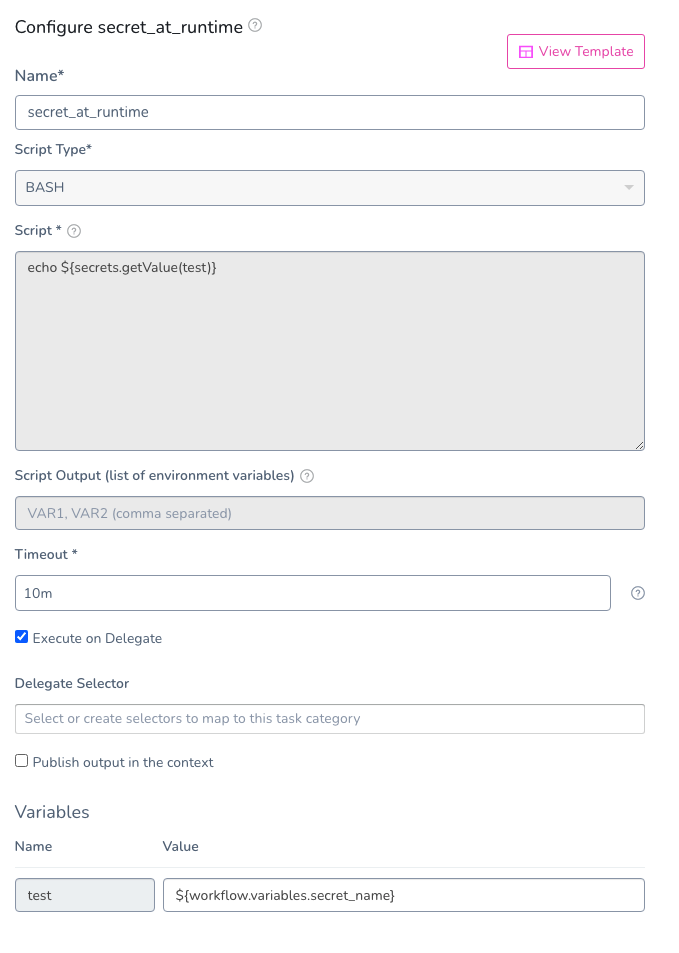 Configure secret_at_runtime
View Template
Name*
secret_at_runtime
Script Type*
BASH
Script *
echo ${secrets.getValue(test)}
Script Output (list of environment variables)
VAR1, VAR2 (comma separated)
Timeout *
10m
Execute on Delegate
Delegate Selector
Select or create selectors to map to this task category
Publish output in the context
Variables
Name Value
test ${workflow.variables.secret_name}